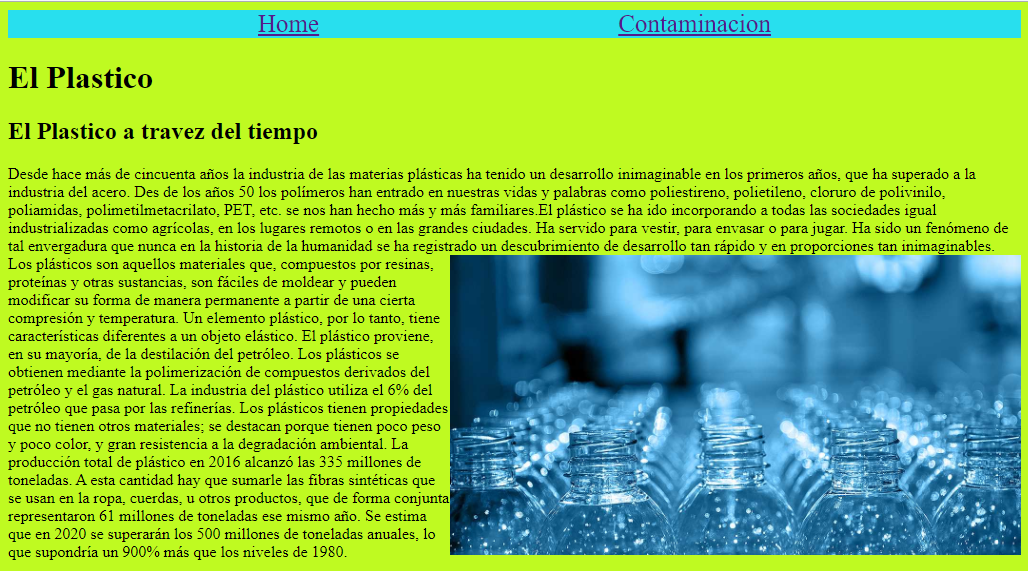 Home Contaminacion
El Plastico
El Plastico a travez del tiempo
Desde hace más de cincuenta años la industria de las materias plásticas ha tenido un desarrollo inimaginable en los primeros años, que ha superado a la
industria del acero. Des de los años 50 los polímeros han entrado en nuestras vidas y palabras como poliestireno, polietileno, cloruro de polivinilo,
poliamidas, polimetilmetacrilato, PET, etc. se nos han hecho más y más familiares.El plástico se ha ido incorporando a todas las sociedades igual
industrializadas como agrícolas, en los lugares remotos o en las grandes ciudades. Ha servido para vestir, para envasar o para jugar. Ha sido un fenómeno de
tal envergadura que nunca en la historia de la humanidad se ha registrado un descubrimiento de desarrollo tan rápido y en proporciones tan inimaginables.
Los plásticos son aquellos materiales que, compuestos por resinas,
proteínas y otras sustancias, son fáciles de moldear y pueden
modificar su forma de manera permanente a partir de una cierta
compresión y temperatura. Un elemento plástico, por lo tanto, tiene
características diferentes a un objeto elástico. El plástico proviene,
en su mayoría, de la destilación del petróleo. Los plásticos se
obtienen mediante la polimerización de compuestos derivados del
petróleo y el gas natural. La industria del plástico utiliza el 6% del
petróleo que pasa por las refinerías. Los plásticos tienen propiedades
que no tienen otros materiales; se destacan porque tienen poco peso
y poco color, y gran resistencia a la degradación ambiental. La
producción total de plástico en 2016 alcanzó las 335 millones de
toneladas. A esta cantidad hay que sumarle las fibras sintéticas que
se usan en la ropa, cuerdas, u otros productos, que de forma conjunta
representaron 61 millones de toneladas ese mismo año. Se estima
que en 2020 se superarán los 500 millones de toneladas anuales, lo
que supondría un 900% más que los niveles de 1980.